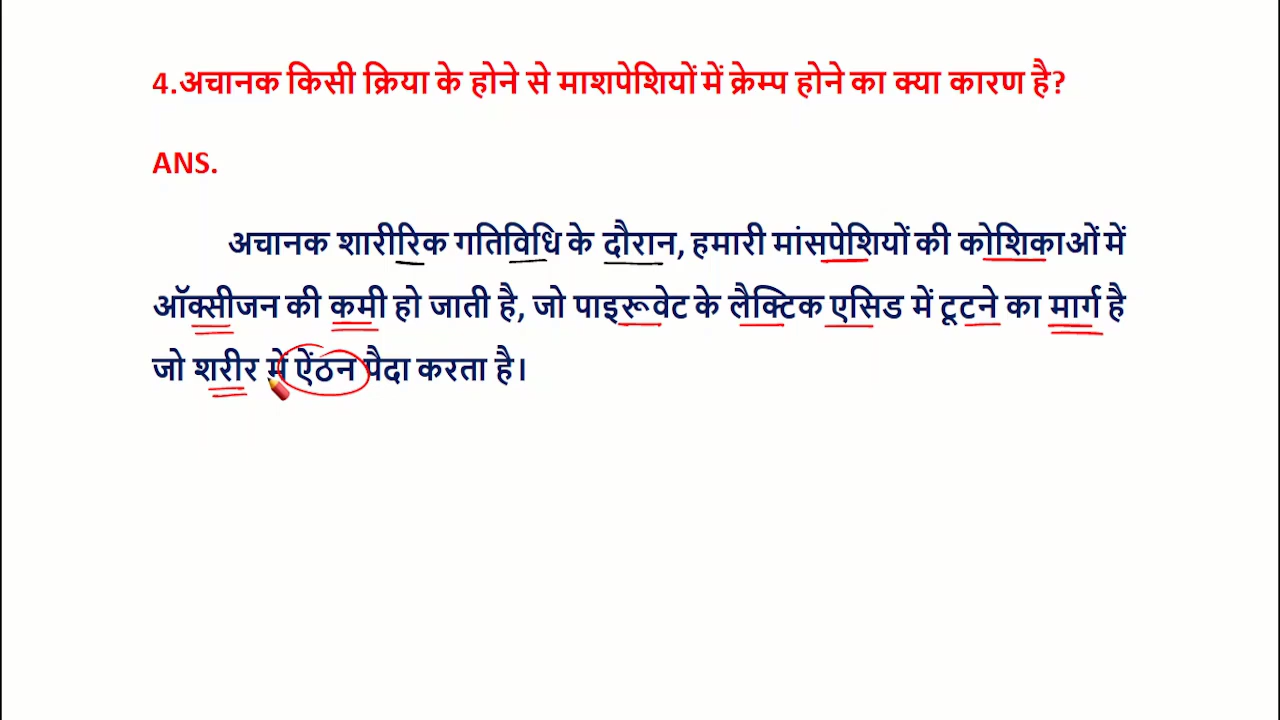 4.अचानक किसी क्रिया के होने से माशपेशियों में क्रेम्प होने का क्या कारण है?
ANS.
अचानक शारीरिक गतिविधि के दौरान, हमारी मांसपेशियों की कोशिकाओं में
ऑक्सीजन की कमी हो जाती है, जो पाइरूवेट के लैक्टिक एसिड में टूटने का मार्ग है
जो शरीर में ऐंठन पैदा करता है।